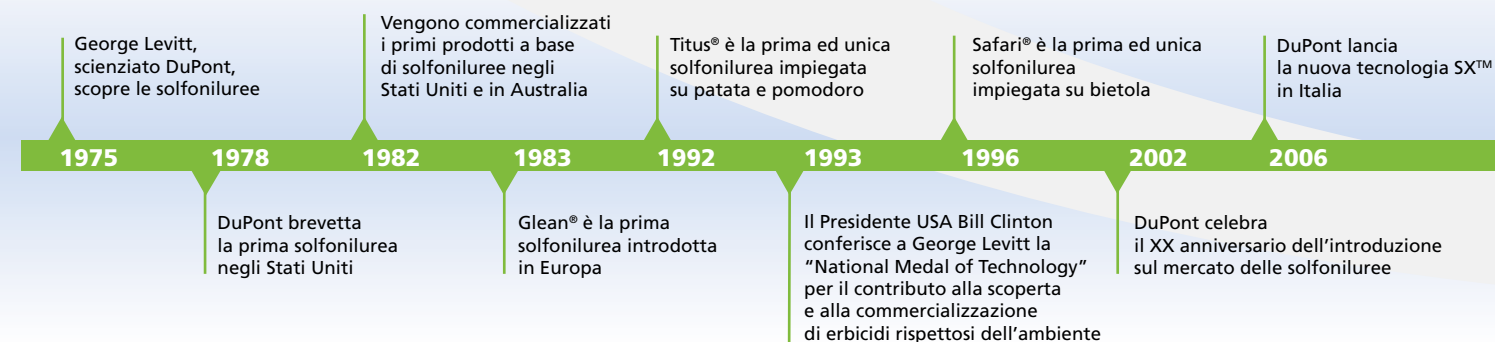 George Levitt,
scienziato DuPont,
scopre le solfoniluree
Vengono commercializzati
i primi prodotti a base
di solfoniluree negli
Stati Uniti e in Australia
Titus® è la prima ed unica
solfonilurea impiegata
su patata e pomodoro
Safari® è la prima ed unica
solfonilurea
impiegata su bietola
DuPont lancia
la nuova tecnologia SX™
in Italia
1975 1978 1982 1983 1992 1993 1996 2002 2006
DuPont brevetta
la prima solfonilurea
negli Stati Uniti
Glean® è la prima
solfonilurea introdotta
in Europa
Il Presidente USA Bill Clinton
conferisce a George Levitt la
“National Medal of Technology”
per il contributo alla scoperta
e alla commercializzazione
di erbicidi rispettosi dell’ambiente
DuPont celebra
il XX anniversario dell’introduzione
sul mercato delle solfoniluree